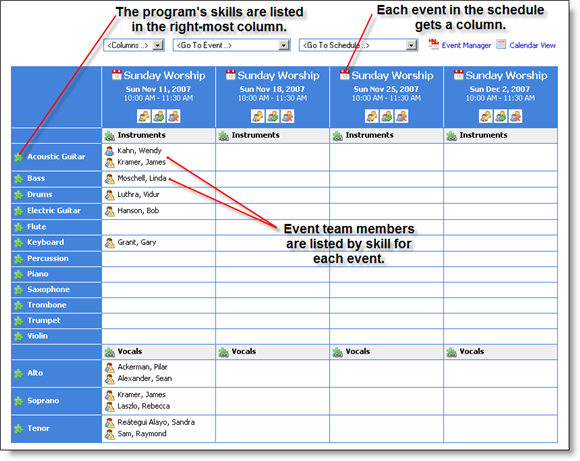 The program's skills are listed
in the right-most column.
Each event in the schedule
gets a column.
<Columns ..> <Go To Event ..> <Go To Schedule ..> Event Manager Calendar View
Sunday Worship Sunday Worship Sunday Worship Sunday Worship
Sun Nov 11, 2007 Sun Nov 18, 2007 Sun Nov 25, 2007 Sun Dec 2, 2007
10:00 AM - 11:30 AM 10:00 AM - 11:30 AM 10:00 AM - 11:30 AM 10:00 AM - 11:30 AM
Instruments Instruments Instruments Instruments
Acoustic Guitar Kahn, Wendy
Kramer, James
Bass Moschell, Linda
Drums Luthra, Vidur
Electric Guitar Hanson, Bob
Flute
Keyboard Grant, Gary
Percussion
Piano
Saxophone
Trombone
Trumpet
Violin
Event team members
are listed by skill for
each event.
Vocals Vocals Vocals Vocals
Alto Ackerman, Pilar
Alexander, Sean
Soprano Kramer, James
Laszlo, Rebecca
Tenor Reátegui Alayo, Sandra
Sam, Raymond